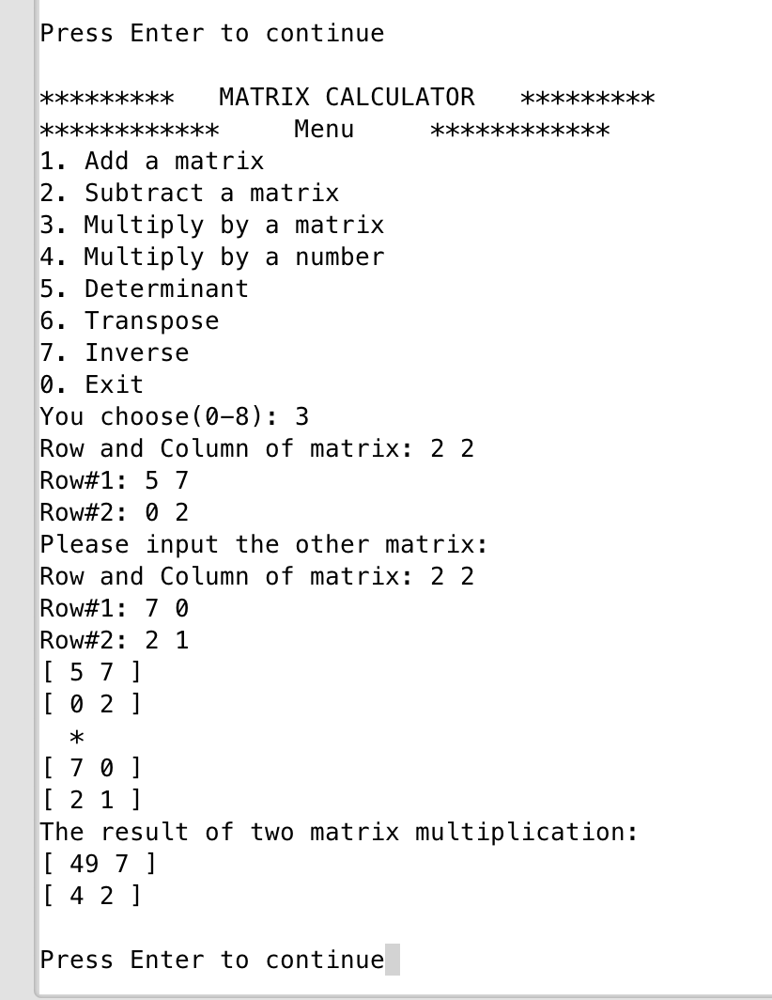 Press Enter to continue
*********   MATRIX CALCULATOR   *********
************     Menu     ************
1. Add a matrix
2. Subtract a matrix
3. Multiply by a matrix
4. Multiply by a number
5. Determinant
6. Transpose
7. Inverse
0. Exit
You choose(0-8): 3
Row and Column of matrix: 2 2
Row#1: 5 7
Row#2: 0 2
Please input the other matrix:
Row and Column of matrix: 2 2
Row#1: 7 0
Row#2: 2 1
[ 5 7 ]
[ 0 2 ]
  *
[ 7 0 ]
[ 2 1 ]
The result of two matrix multiplication:
[ 49 7 ]
[ 4 2 ]
Press Enter to continue